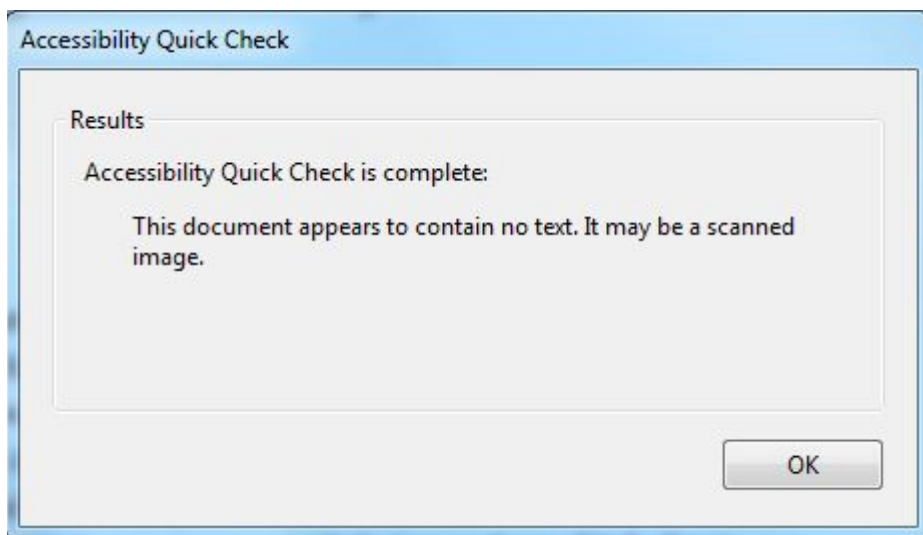 Accessibility Quick Check
Results
Accessibility Quick Check is complete:
This document appears to contain no text. It may be a scanned
image.
OK